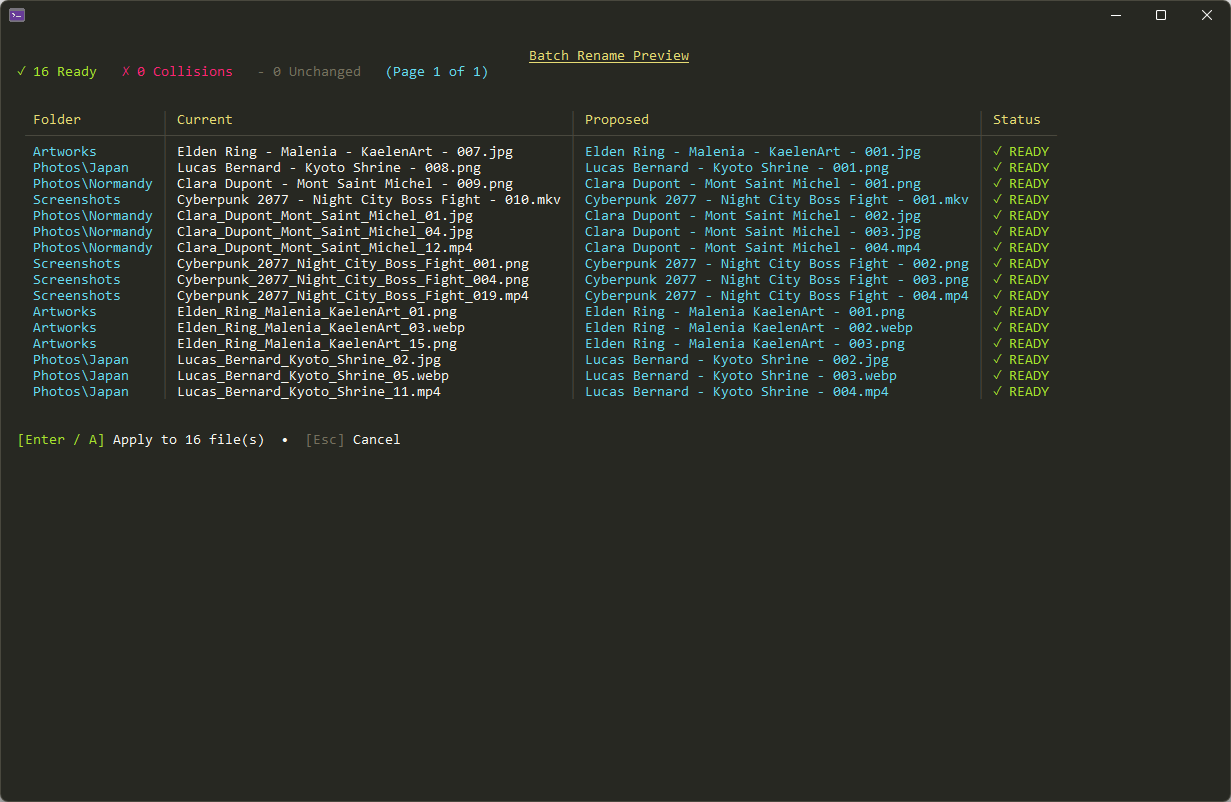 Batch Rename Preview
✓ 16 Ready   ✗ 0 Collisions   - 0 Unchanged   (Page 1 of 1)
Folder   Current   Proposed   Status
Artworks   Elden Ring - Malenia - KaelenArt - 007.jpg   Elden Ring - Malenia - KaelenArt - 001.jpg   ✓ READY
Photos\Japan   Lucas Bernard - Kyoto Shrine - 008.png   Lucas Bernard - Kyoto Shrine - 001.png   ✓ READY
Photos\Normandy   Clara Dupont - Mont Saint Michel - 009.png   Clara Dupont - Mont Saint Michel - 001.png   ✓ READY
Screenshots   Cyberpunk 2077 - Night City Boss Fight - 010.mkv   Cyberpunk 2077 - Night City Boss Fight - 001.mkv   ✓ READY
Photos\Normandy   Clara_Dupont_Mont_Saint_Michel_01.jpg   Clara Dupont - Mont Saint Michel - 002.jpg   ✓ READY
Photos\Normandy   Clara_Dupont_Mont_Saint_Michel_04.jpg   Clara Dupont - Mont Saint Michel - 003.jpg   ✓ READY
Photos\Normandy   Clara_Dupont_Mont_Saint_Michel_12.mp4   Clara Dupont - Mont Saint Michel - 004.mp4   ✓ READY
Screenshots   Cyberpunk_2077_Night_City_Boss_Fight_001.png   Cyberpunk 2077 - Night City Boss Fight - 002.png   ✓ READY
Screenshots   Cyberpunk_2077_Night_City_Boss_Fight_004.png   Cyberpunk 2077 - Night City Boss Fight - 003.png   ✓ READY
Screenshots   Cyberpunk_2077_Night_City_Boss_Fight_019.mp4   Cyberpunk 2077 - Night City Boss Fight - 004.mp4   ✓ READY
Artworks   Elden_Ring_Malenia_KaelenArt_01.png   Elden Ring - Malenia KaelenArt - 001.png   ✓ READY
Artworks   Elden_Ring_Malenia_KaelenArt_03.webp   Elden Ring - Malenia KaelenArt - 002.webp   ✓ READY
Artworks   Elden_Ring_Malenia_KaelenArt_15.png   Elden Ring - Malenia KaelenArt - 003.png   ✓ READY
Photos\Japan   Lucas_Bernard_Kyoto_Shrine_02.jpg   Lucas Bernard - Kyoto Shrine - 002.jpg   ✓ READY
Photos\Japan   Lucas_Bernard_Kyoto_Shrine_05.webp   Lucas Bernard - Kyoto Shrine - 003.webp   ✓ READY
Photos\Japan   Lucas_Bernard_Kyoto_Shrine_11.mp4   Lucas Bernard - Kyoto Shrine - 004.mp4   ✓ READY
[Enter / A] Apply to 16 file(s)  •  [Esc] Cancel